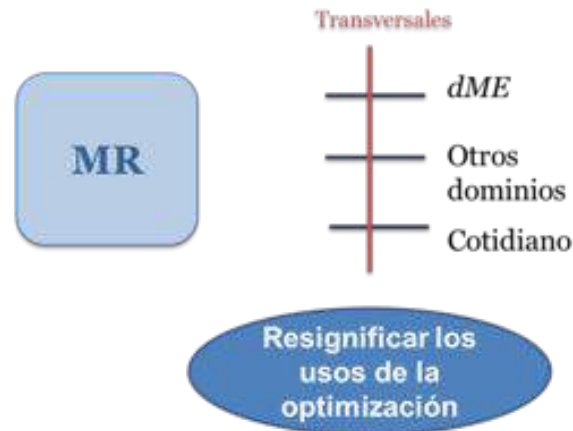 Transversales
MR
dME
Otros
dominios
Cotidiano
Resignificar los
usos de la
optimización